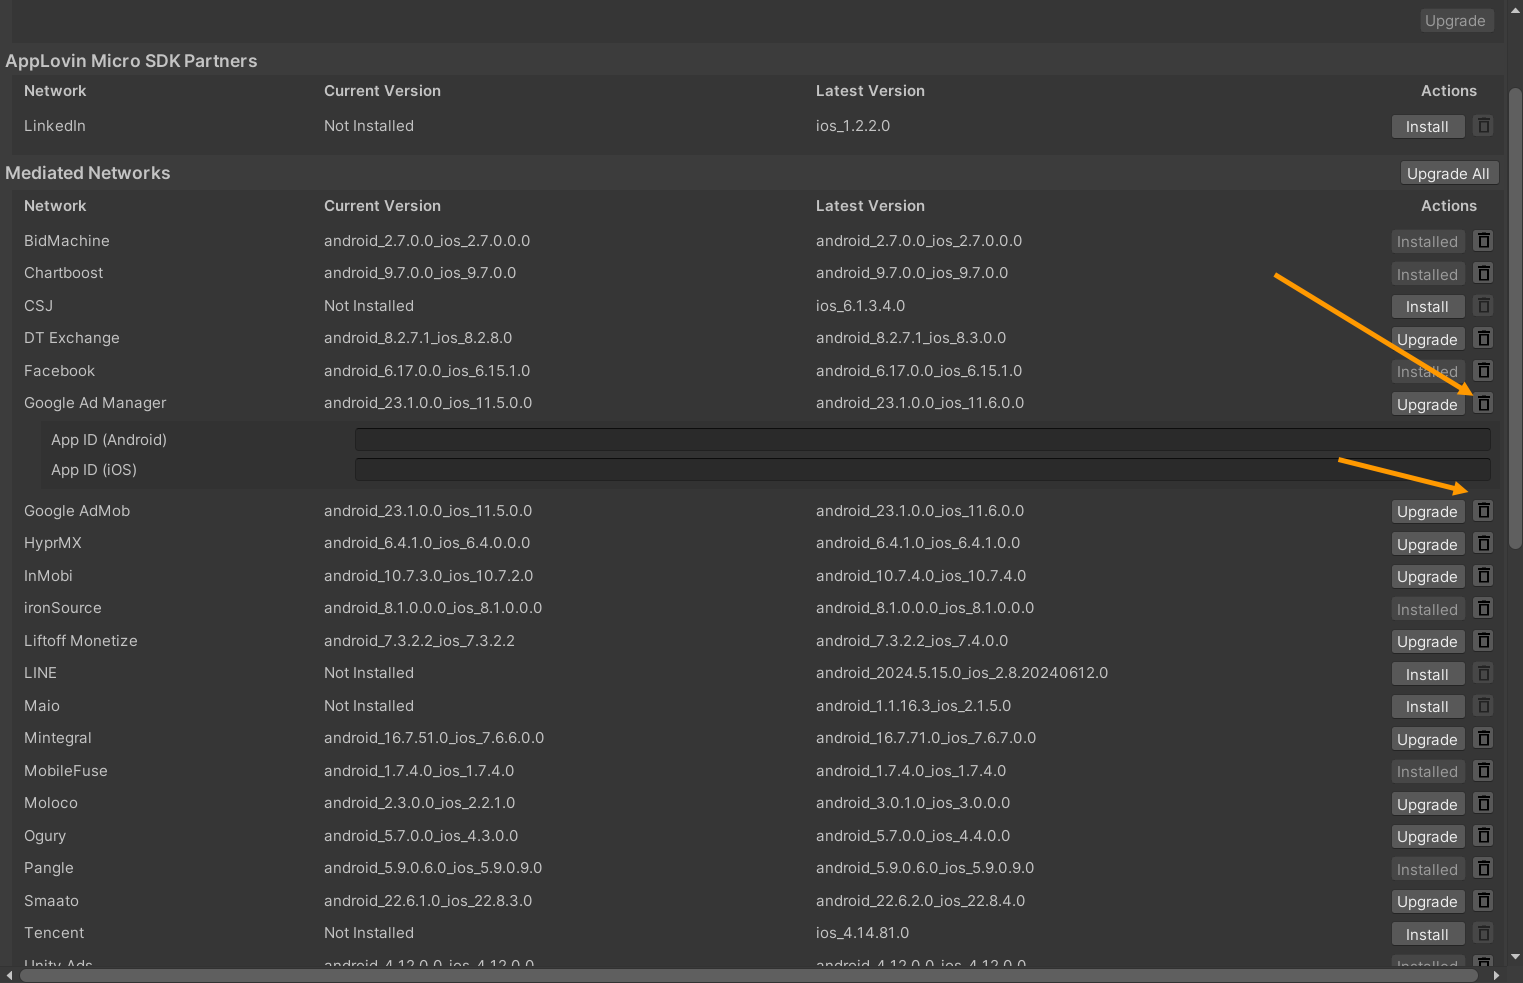 Upgrade
AppLovin Micro SDK Partners
Network Current Version Latest Version Actions
LinkedIn Not Installed ios_1.2.2.0 Install
Mediated Networks Upgrade All
Network Current Version Latest Version Actions
BidMachine android_2.7.0.0_ios_2.7.0.0.0 android_2.7.0.0_ios_2.7.0.0.0 Installed
Chartboost android_9.7.0.0_ios_9.7.0.0 android_9.7.0.0_ios_9.7.0.0 Installed
CSJ Not Installed ios_6.1.3.4.0 Install
DT Exchange android_8.2.7.1_ios_8.2.8.0 android_8.2.7.1_ios_8.3.0.0 Upgrade
Facebook android_6.17.0.0_ios_6.15.1.0 android_6.17.0.0_ios_6.15.1.0 Installed
Google Ad Manager android_23.1.0.0_ios_11.5.0.0 android_23.1.0.0_ios_11.6.0.0 Upgrade
App ID (Android)
App ID (iOS)
Google AdMob android_23.1.0.0_ios_11.5.0.0 android_23.1.0.0_ios_11.6.0.0 Upgrade
HyprMX android_6.4.1.0_ios_6.4.0.0.0 android_6.4.1.0_ios_6.4.1.0.0 Upgrade
InMobi android_10.7.3.0_ios_10.7.2.0 android_10.7.4.0_ios_10.7.4.0 Upgrade
ironSource android_8.1.0.0.0_ios_8.1.0.0.0 android_8.1.0.0.0_ios_8.1.0.0.0 Installed
Liftoff Monetize android_7.3.2.2_ios_7.3.2.2 android_7.3.2.2_ios_7.4.0.0 Upgrade
LINE Not Installed android_2024.5.15.0_ios_2.8.20240612.0 Install
Maio Not Installed android_1.1.16.3_ios_2.1.5.0 Install
Mintegral android_16.7.51.0_ios_7.6.6.0.0 android_16.7.71.0_ios_7.6.7.0.0 Upgrade
MobileFuse android_1.7.4.0_ios_1.7.4.0 android_1.7.4.0_ios_1.7.4.0 Installed
Moloco android_2.3.0.0_ios_2.2.1.0 android_3.0.1.0_ios_3.0.0.0 Upgrade
Ogury android_5.7.0.0_ios_4.3.0.0 android_5.7.0.0_ios_4.4.0.0 Upgrade
Pangle android_5.9.0.6.0_ios_5.9.0.9.0 android_5.9.0.6.0_ios_5.9.0.9.0 Installed
Smaato android_22.6.1.0_ios_22.8.3.0 android_22.6.2.0_ios_22.8.4.0 Upgrade
Tencent Not Installed ios_4.14.81.0 Install
Unity Ads android_4.12.0.0_ios_4.12.0.0 android_4.12.0.0_ios_4.12.0.0 Installed